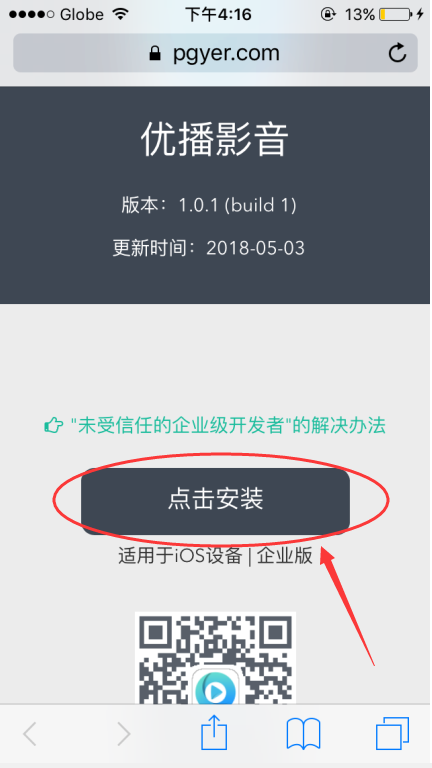 Globe 下午4:16 13%
pgyer.com
优播影音
版本：1.0.1 (build 1)
更新时间：2018-05-03
"未受信任的企业级开发者"的解决办法
点击安装
适用于iOS设备 | 企业版